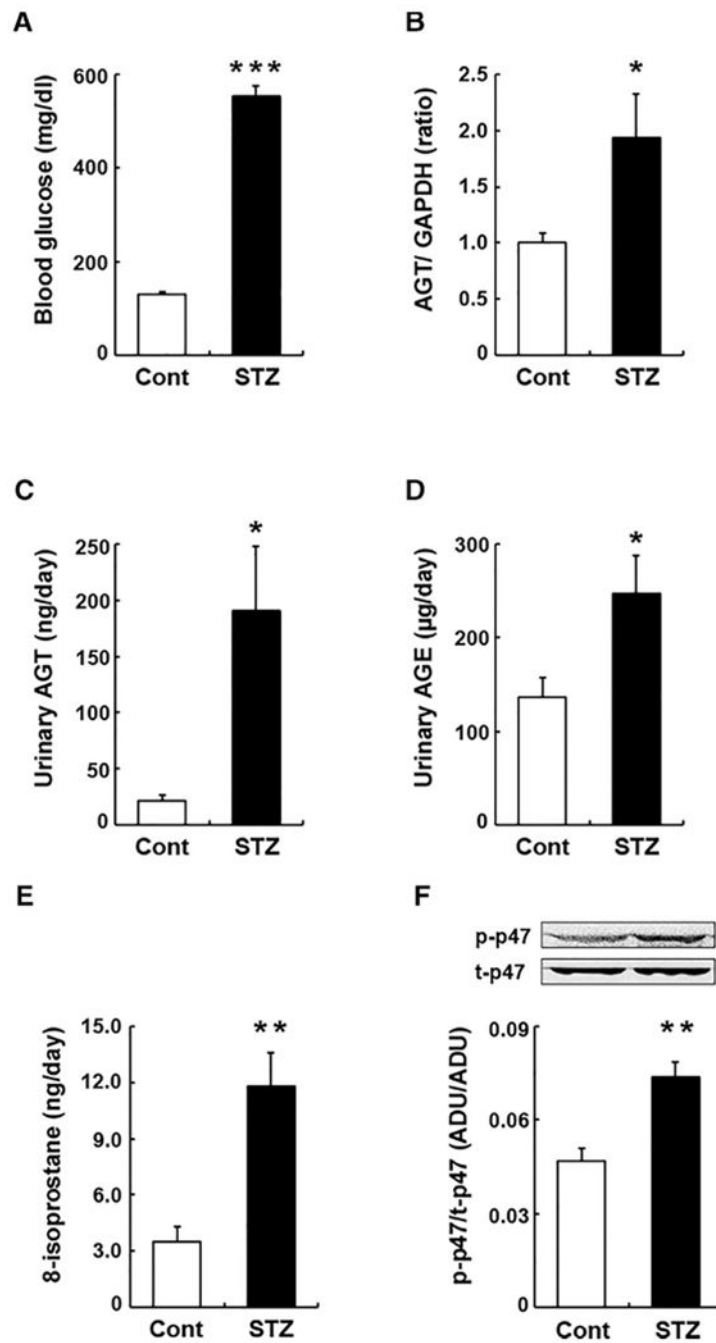 A
Blood glucose (mg/dl)
600
400
200
0
***
Cont STZ
B
AGT/ GAPDH (ratio)
2.5
2.0
1.5
1.0
0.5
0
*
Cont STZ
C
Urinary AGT (ng/day)
250
200
150
100
50
0
*
Cont STZ
D
Urinary AGE (µg/day)
300
200
100
0
*
Cont STZ
E
8-isoprostane (ng/day)
15.0
12.0
9.0
6.0
3.0
0
**
Cont STZ
F
p-p47
t-p47
p-p47/t-p47 (ADU/ADU)
0.09
0.06
0.03
0
**
Cont STZ